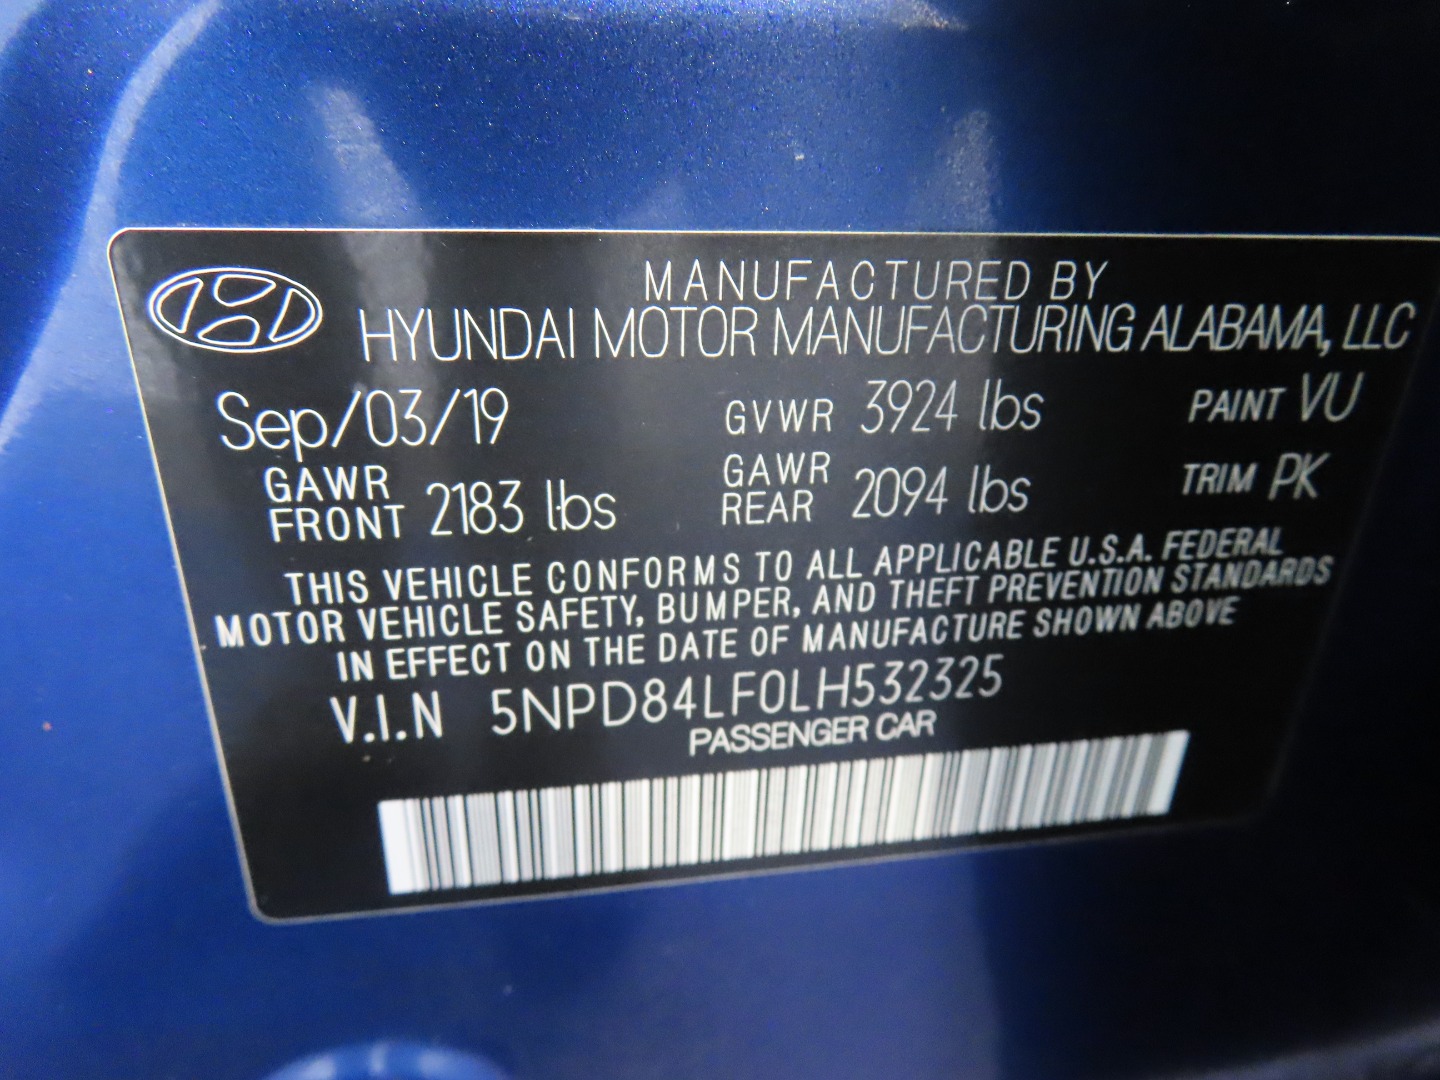 MANUFACTURED BY
HYUNDAI MOTOR MANUFACTURING ALABAMA, LLC
Sep/03/19 GVWR 3924 lbs PAINT VU
GAWR FRONT 2183 lbs GAWR REAR 2094 lbs TRIM PK
THIS VEHICLE CONFORMS TO ALL APPLICABLE U.S.A. FEDERAL
MOTOR VEHICLE SAFETY, BUMPER, AND THEFT PREVENTION STANDARDS
IN EFFECT ON THE DATE OF MANUFACTURE SHOWN ABOVE
V.I.N 5NPD84LF0LH532325
PASSENGER CAR